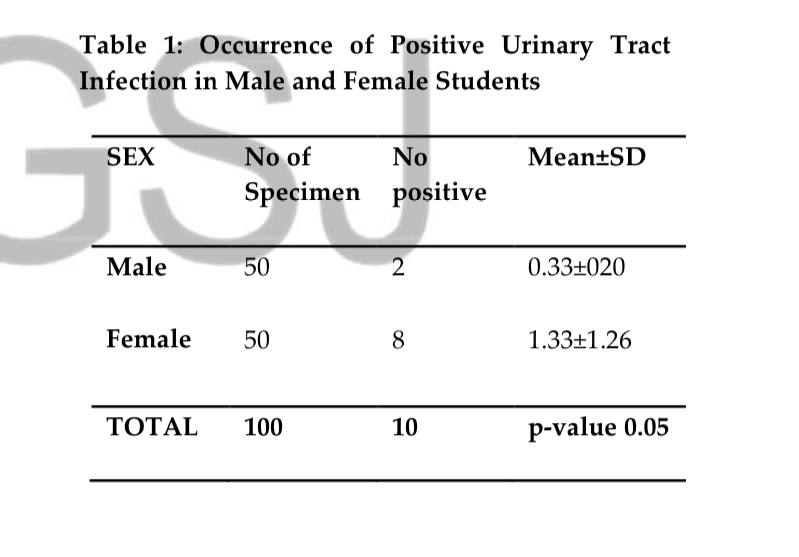 GSJ
Table 1: Occurrence of Positive Urinary Tract
Infection in Male and Female Students
SEX No of No Mean±SD
Specimen positive
Male 50 2 0.33±020
Female 50 8 1.33±1.26
TOTAL 100 10 p-value 0.05